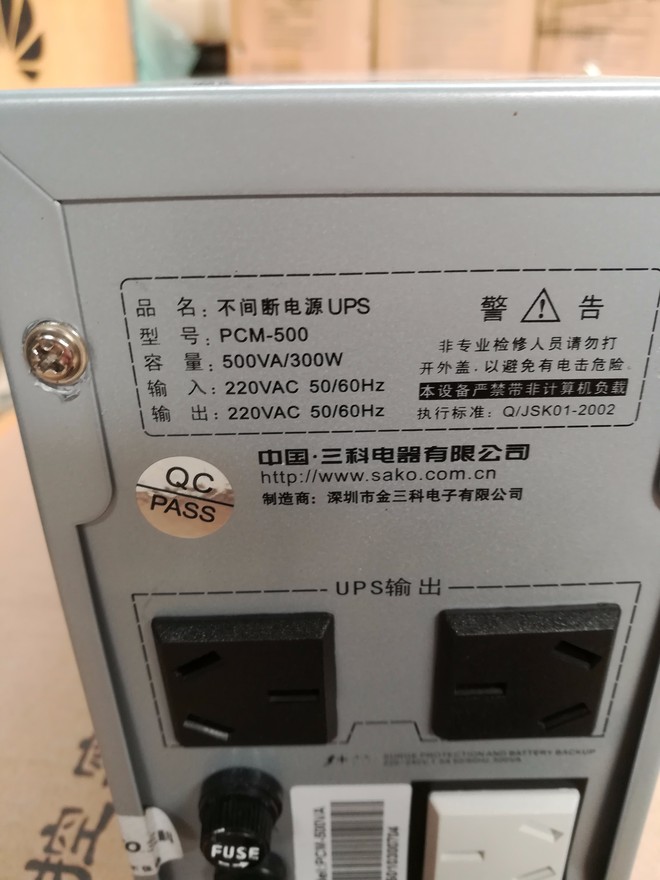 品 名：不间断电源UPS
型 号：PCM-500
容 量：500VA/300W
输 入：220VAC 50/60Hz
输 出：220VAC 50/60Hz
警 告
非专业检修人员请勿打
开外盖．以避免有电击危险．
本设备严禁带非计算机负载
执行标准：Q/JSK01-2002
QC
PASS
中国·三科电器有限公司
http://www.sako.com.cn
制造商：深圳市金三科电子有限公司
UPS输出
SURGE PROTECTION AND BATTERY BACKUP
FUSE
PCM-500VA